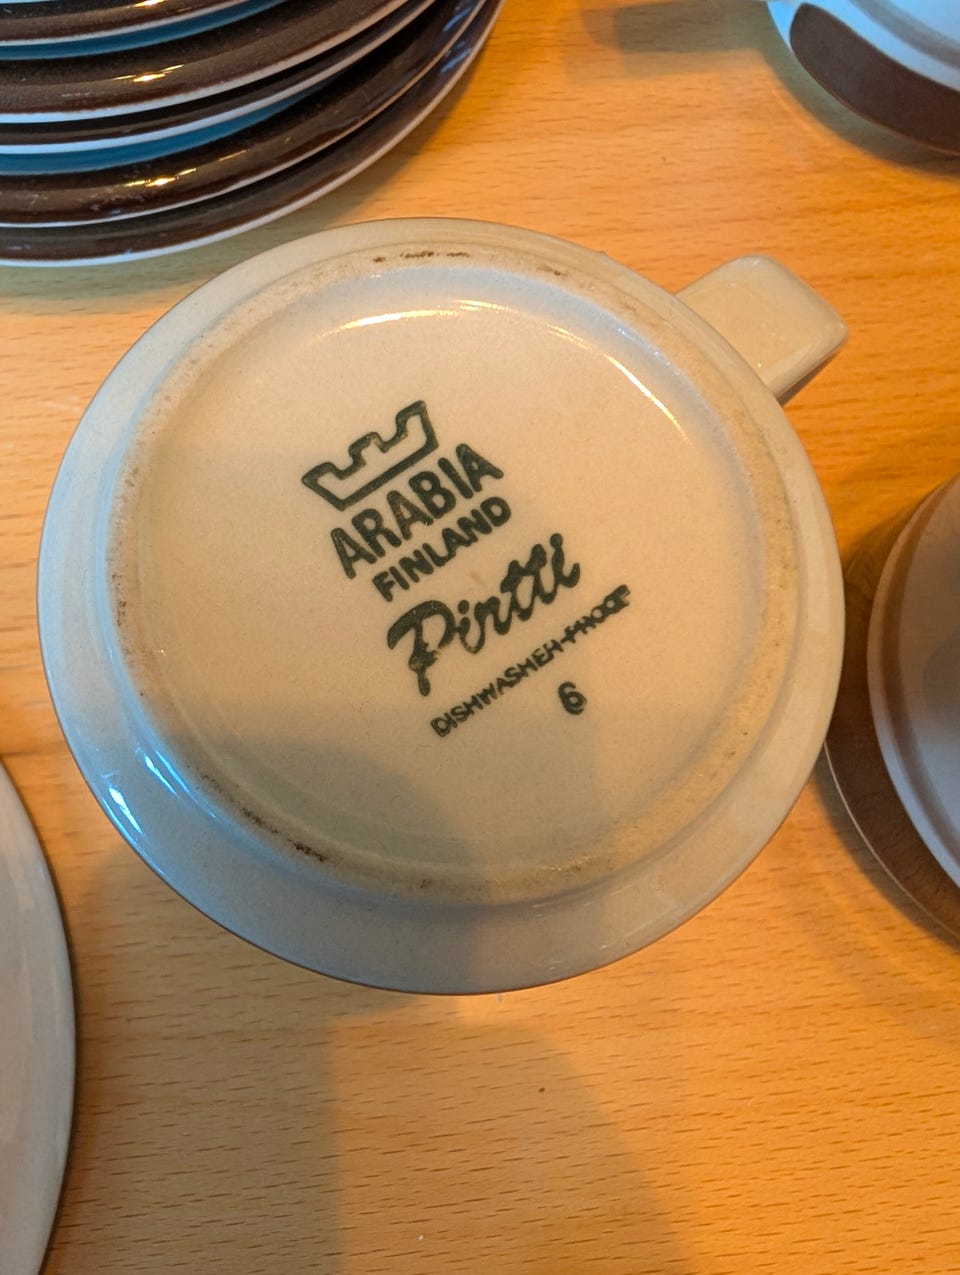 ARABIA
FINLAND
Pirtti
DISHWASHER-PROOF
6